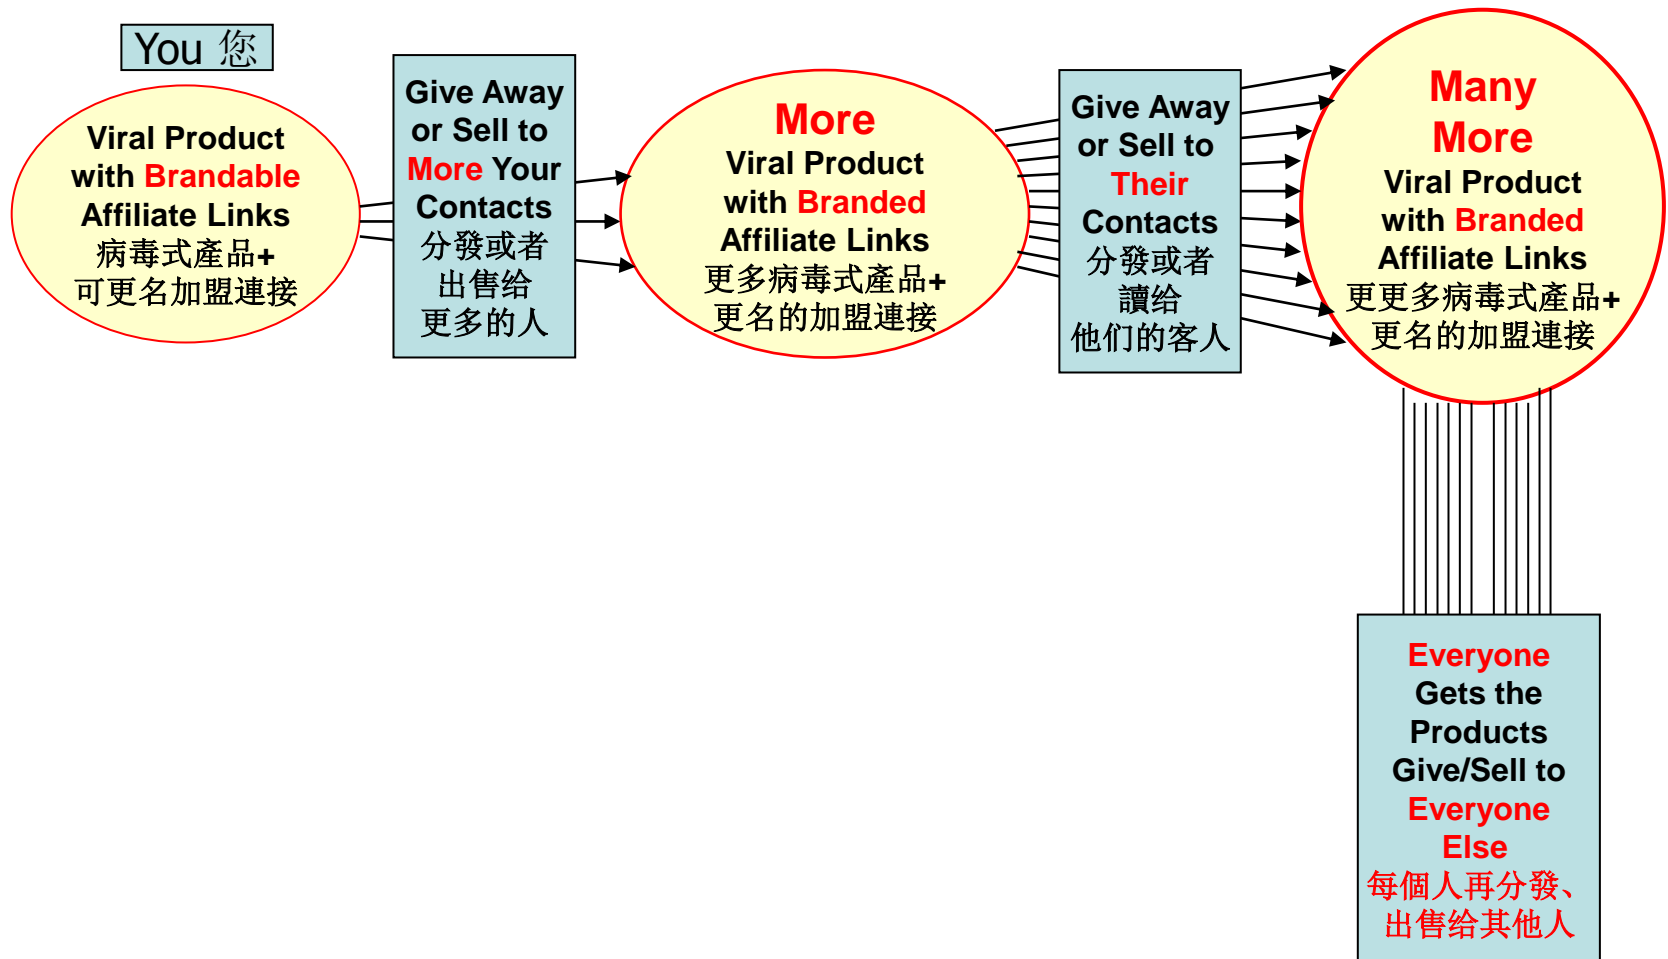 You 您
Viral Product
with Brandable
Affiliate Links
病毒式產品+
可更名加盟連接
Give Away
or Sell to
More Your
Contacts
分發或者
出售给
更多的人
More
Viral Product
with Branded
Affiliate Links
更多病毒式產品+
更名的加盟連接
Give Away
or Sell to
Their
Contacts
分發或者
讀给
他们的客人
Many
More
Viral Product
with Branded
Affiliate Links
更更多病毒式產品+
更名的加盟連接
Everyone
Gets the
Products
Give/Sell to
Everyone
Else
每個人再分發、
出售给其他人